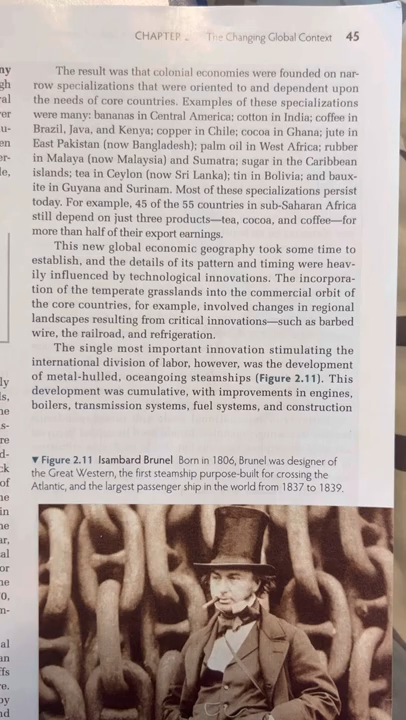 CHAPTER The Changing Global Context 45
The result was that colonial economies were founded on nar-
row specializations that were oriented to and dependent upon
the needs of core countries. Examples of these specializations
were many: bananas in Central America; cotton in India; coffee in
Brazil, Java, and Kenya; copper in Chile; cocoa in Ghana; jute in
East Pakistan (now Bangladesh); palm oil in West Africa; rubber
in Malaya (now Malaysia) and Sumatra; sugar in the Caribbean
islands; tea in Ceylon (now Sri Lanka); tin in Bolivia; and baux-
ite in Guyana and Surinam. Most of these specializations persist
today. For example, 45 of the 55 countries in sub-Saharan Africa
still depend on just three products—tea, cocoa, and coffee—for
more than half of their export earnings.
This new global economic geography took some time to
establish, and the details of its pattern and timing were heav-
ily influenced by technological innovations. The incorpora-
tion of the temperate grasslands into the commercial orbit of
the core countries, for example, involved changes in regional
landscapes resulting from critical innovations—such as barbed
wire, the railroad, and refrigeration.
The single most important innovation stimulating the
international division of labor, however, was the development
of metal-hulled, oceangoing steamships (Figure 2.11). This
development was cumulative, with improvements in engines,
boilers, transmission systems, fuel systems, and construction
▼ Figure 2.11 Isambard Brunel Born in 1806, Brunel was designer of
the Great Western, the first steamship purpose-built for crossing the
Atlantic, and the largest passenger ship in the world from 1837 to 1839.